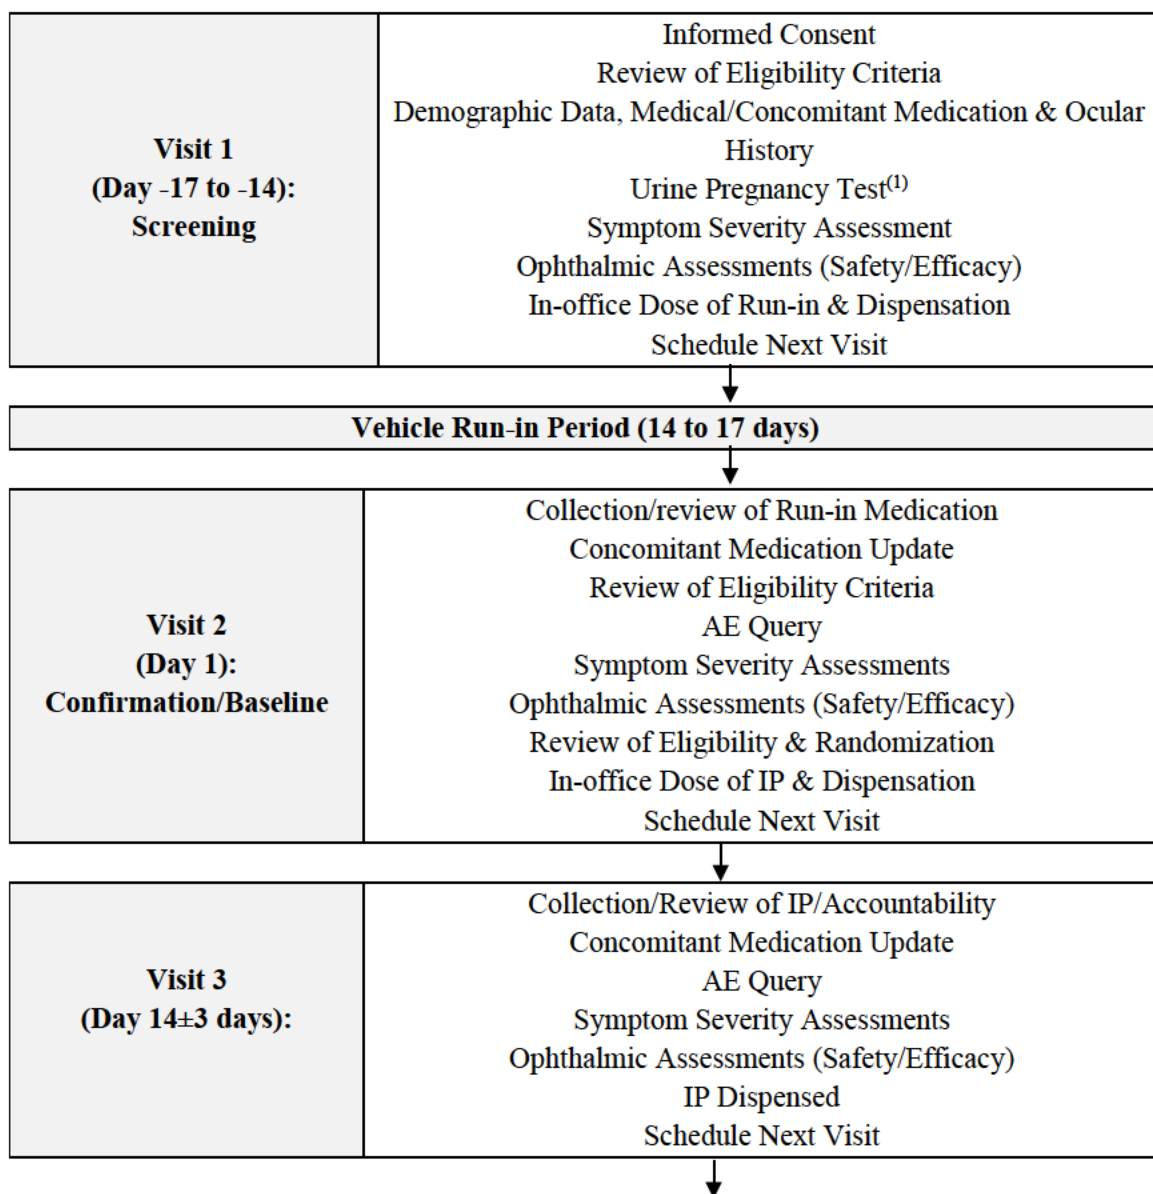 Visit 1
(Day -17 to -14):
Screening
Informed Consent
Review of Eligibility Criteria
Demographic Data, Medical/Concomitant Medication & Ocular
History
Urine Pregnancy Test(1)
Symptom Severity Assessment
Ophthalmic Assessments (Safety/Efficacy)
In-office Dose of Run-in & Dispensation
Schedule Next Visit
Vehicle Run-in Period (14 to 17 days)
Visit 2
(Day 1):
Confirmation/Baseline
Collection/review of Run-in Medication
Concomitant Medication Update
Review of Eligibility Criteria
AE Query
Symptom Severity Assessments
Ophthalmic Assessments (Safety/Efficacy)
Review of Eligibility & Randomization
In-office Dose of IP & Dispensation
Schedule Next Visit
Visit 3
(Day 14±3 days):
Collection/Review of IP/Accountability
Concomitant Medication Update
AE Query
Symptom Severity Assessments
Ophthalmic Assessments (Safety/Efficacy)
IP Dispensed
Schedule Next Visit